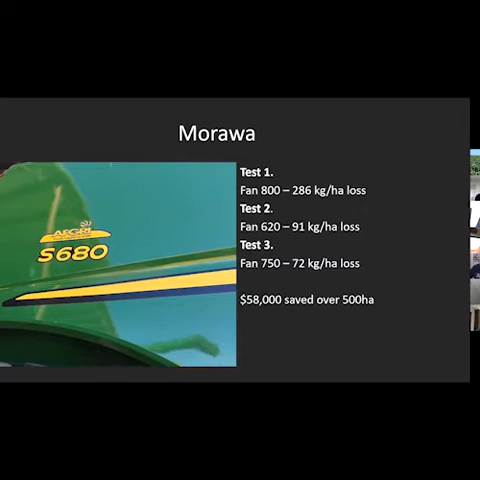 Morawa
Test 1.
Fan 800 – 286 kg/ha loss
Test 2.
Fan 620 – 91 kg/ha loss
Test 3.
Fan 750 – 72 kg/ha loss
$58,000 saved over 500ha
AFGRI
S680